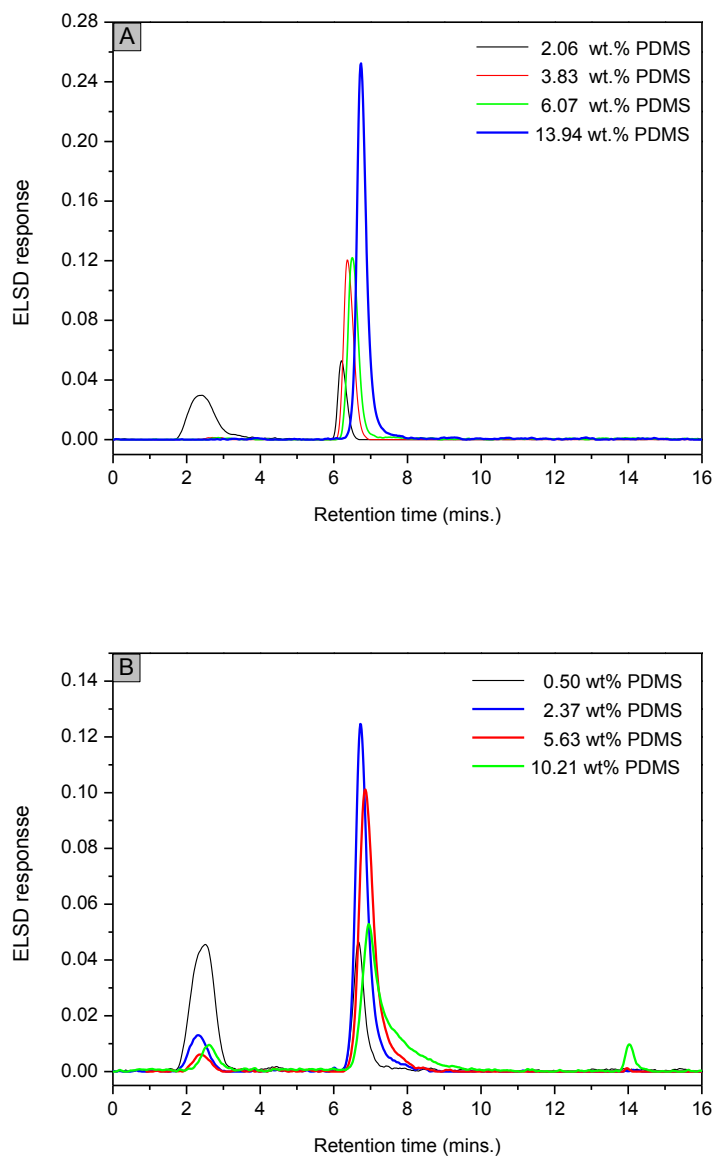 A
2.06 wt.% PDMS
3.83 wt.% PDMS
6.07 wt.% PDMS
13.94 wt.% PDMS
0.28
0.24
0.20
0.16
0.12
0.08
0.04
0.00
ELSD response
0 2 4 6 8 10 12 14 16
Retention time (mins.)
B
0.50 wt% PDMS
2.37 wt% PDMS
5.63 wt% PDMS
10.21 wt% PDMS
0.14
0.12
0.10
0.08
0.06
0.04
0.02
0.00
ELSD responsse
0 2 4 6 8 10 12 14 16
Retention time (mins.)